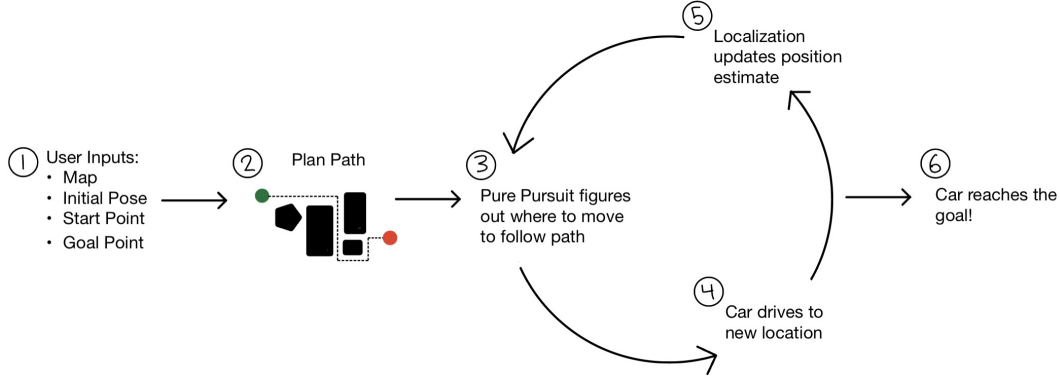 1
User Inputs:
• Map
• Initial Pose
• Start Point
• Goal Point
2
Plan Path
3
Pure Pursuit figures
out where to move
to follow path
4
Car drives to
new location
5
Localization
updates position
estimate
6
Car reaches the
goal!